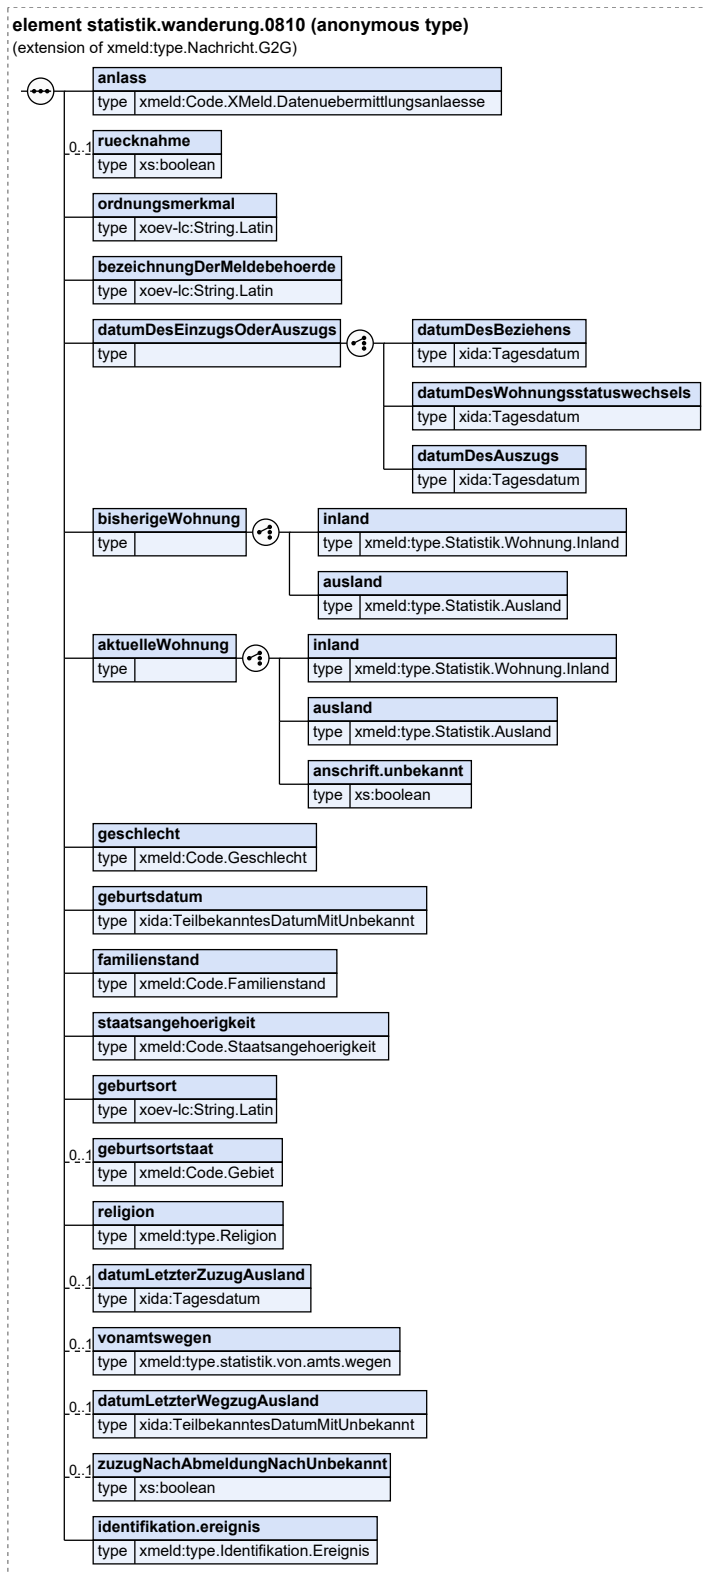 element statistik.wanderung.0810 (anonymous type)
(extension of xmeld:type.Nachricht.G2G)
anlass
type xmeld:Code.XMeld.Datenuebermittlungsanlaesse
0..1 ruecknahme
type xs:boolean
ordnungsmerkmal
type xoev-lc:String.Latin
bezeichnungDerMeldebehoerde
type xoev-lc:String.Latin
datumDesEinzugsOderAuszugs
type
datumDesBeziehens
type xida:Tagesdatum
datumDesWohnungsstatuswechsels
type xida:Tagesdatum
datumDesAuszugs
type xida:Tagesdatum
bisherigeWohnung
type
inland
type xmeld:type.Statistik.Wohnung.Inland
ausland
type xmeld:type.Statistik.Ausland
aktuelleWohnung
type
inland
type xmeld:type.Statistik.Wohnung.Inland
ausland
type xmeld:type.Statistik.Ausland
anschrift.unbekannt
type xs:boolean
geschlecht
type xmeld:Code.Geschlecht
geburtsdatum
type xida:TeilbekanntesDatumMitUnbekannt
familienstand
type xmeld:Code.Familienstand
staatsangehoerigkeit
type xmeld:Code.Staatsangehoerigkeit
geburtsort
type xoev-lc:String.Latin
0..1 geburtsortstaat
type xmeld:Code.Gebiet
religion
type xmeld:type.Religion
0..1 datumLetzterZuzugAusland
type xida:Tagesdatum
0..1 vonamtswegen
type xmeld:type.statistik.von.amts.wegen
0..1 datumLetzterWegzugAusland
type xida:TeilbekanntesDatumMitUnbekannt
0..1 zuzugNachAbmeldungNachUnbekannt
type xs:boolean
identifikation.ereignis
type xmeld:type.Identifikation.Ereignis